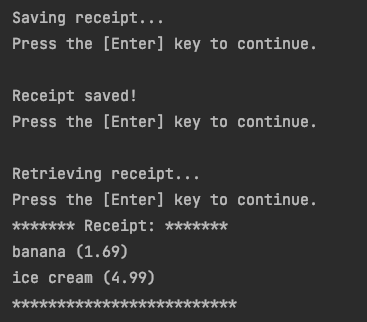 Saving receipt...
Press the [Enter] key to continue.
Receipt saved!
Press the [Enter] key to continue.
Retrieving receipt...
Press the [Enter] key to continue.
******* Receipt: *******
banana (1.69)
ice cream (4.99)
*************************